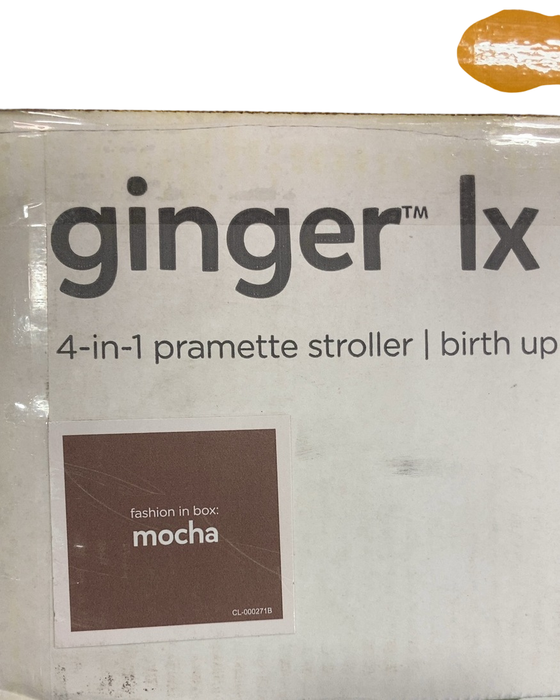 ginger™ lx
4-in-1 pramette stroller | birth up
fashion in box:
mocha
CL-000271B